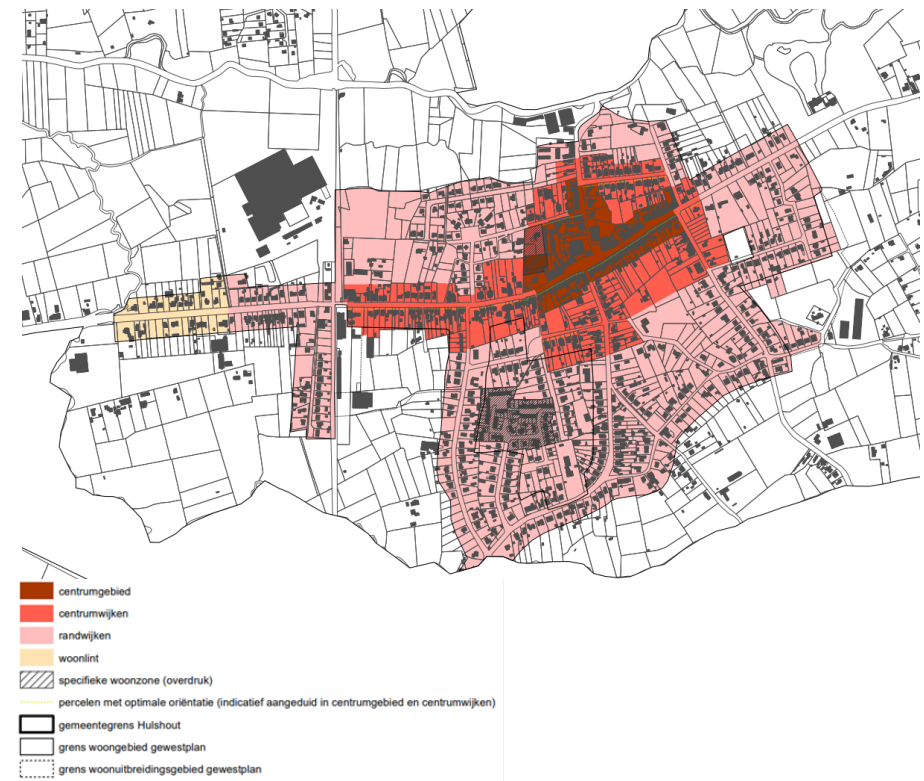 centrumgebied
centrumwijken
randwijken
woonlint
specifieke woonzone (overdruk)
percelen met optimale oriëntatie (indicatief aangeduid in centrumgebied en centrumwijken)
gemeentegrens Hulshout
grens woongebied gewestplan
grens woonuitbreidingsgebied gewestplan